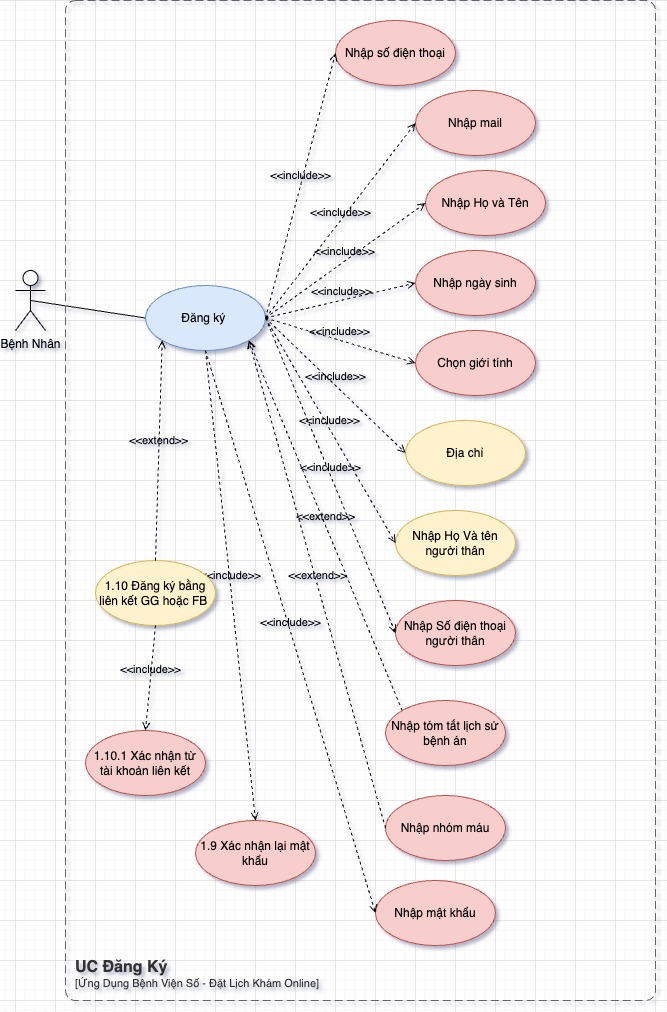 Nhập số điện thoại
Nhập mail
<<include>>
Nhập Họ và Tên
<<include>>
<<include>>
Nhập ngày sinh
<<include>>
Đăng ký
<<include>>
Bệnh Nhân
Chọn giới tính
<<include>>
<<include>>
<<extend>>
Địa chỉ
<<include>>
<<extend>>
Nhập Họ Và tên
người thân
1.10 Đăng ký bằng
liên kết GG hoặc FB
<<include>>
<<extend>>
<<include>>
Nhập Số điện thoại
người thân
<<include>>
Nhập tóm tắt lịch sử
bệnh án
1.10.1 Xác nhận từ
tài khoản liên kết
Nhập nhóm máu
1.9 Xác nhận lại mật
khẩu
Nhập mật khẩu
UC Đăng Ký
[Ứng Dụng Bệnh Viện Số - Đặt Lịch Khám Online]